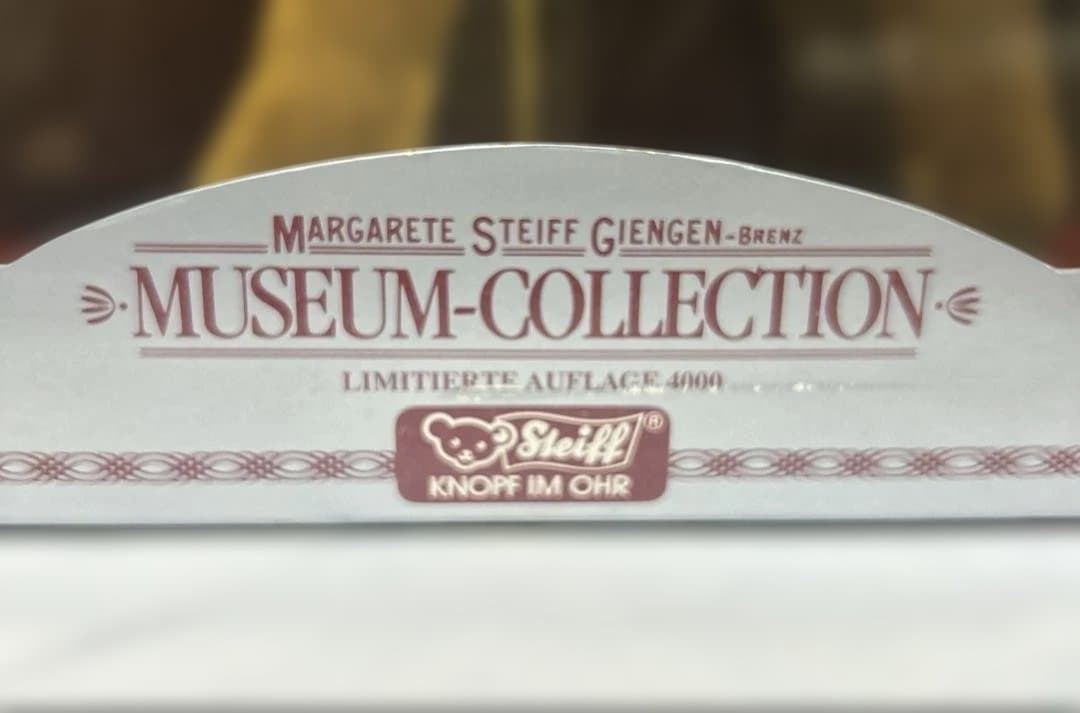 MARGARETE STEIFF GIENGEN-BRENZ
MUSEUM-COLLECTION
LIMITIERTE AUFLAGE 4000
Steiff ®
KNOPF IM OHR